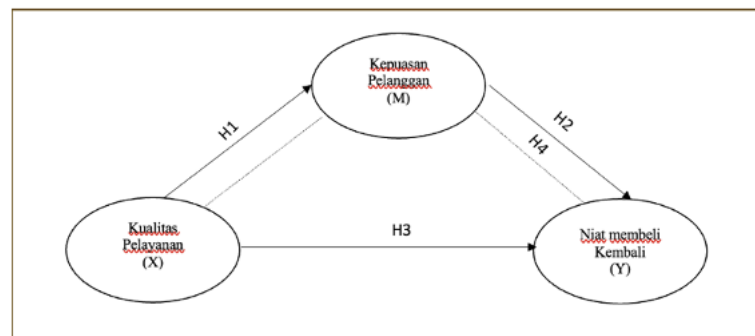 Kepuasan
Pelanggan
(M)
H1
H2
H4
Kualitas
Pelayanan
(X)
H3
Niat membeli
Kembali
(Y)